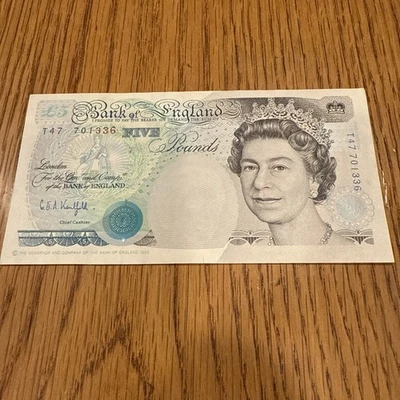 £5
Bank of England
I PROMISE TO PAY THE BEARER ON DEMAND THE SUM OF
T47 701936 FIVE
Pounds
London
For the Govr and Compa
of the BANK OF ENGLAND
Chief Cashier
© THE GOVERNOR AND COMPANY OF THE BANK OF ENGLAND
T47 701936